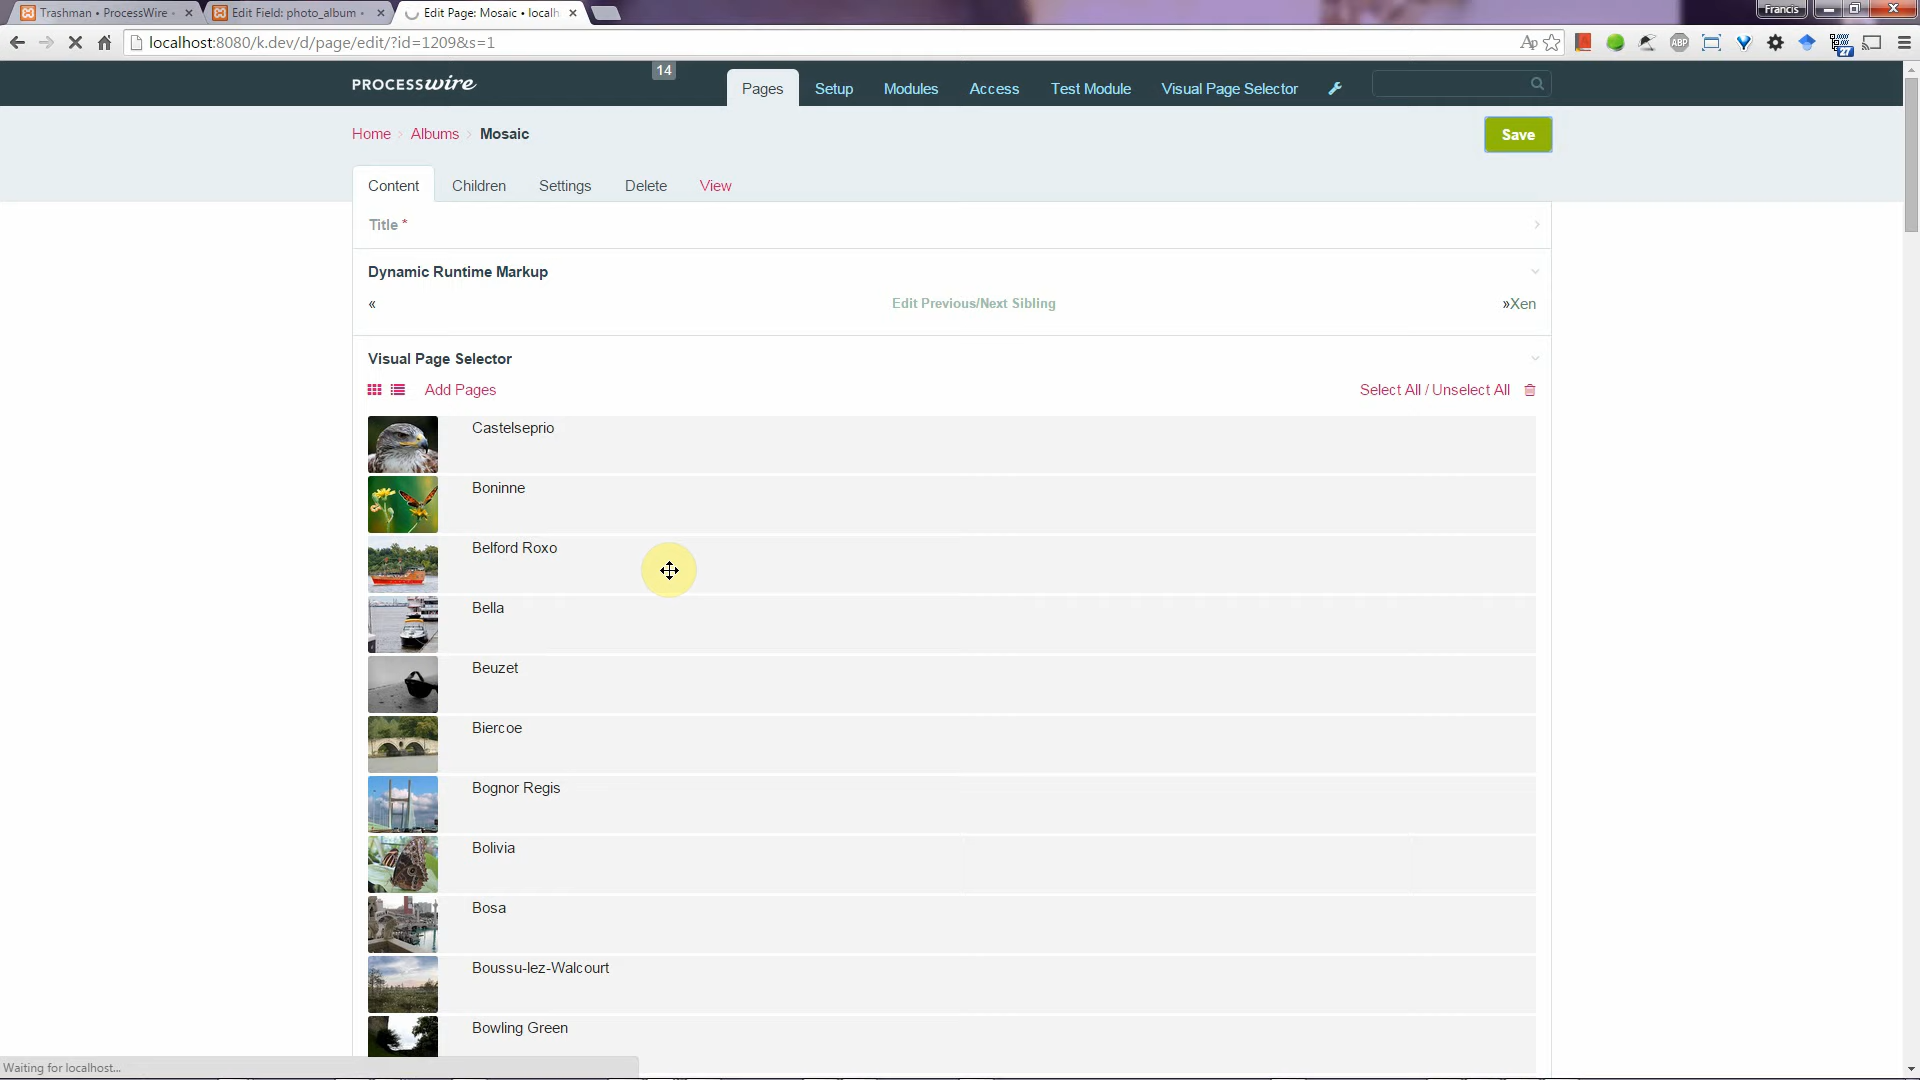 Trashman • ProcessWire •
Edit Field: photo_album •
Edit Page: Mosaic • localh
Francis
localhost:8080/k.dev/d/page/edit/?id=1209&s=1
ABP
27
PROCESSwire
14
Pages
Setup
Modules
Access
Test Module
Visual Page Selector
Home
Albums
Mosaic
Save
Content
Children
Settings
Delete
View
Title *
Dynamic Runtime Markup
«
Edit Previous/Next Sibling
»Xen
Visual Page Selector
Add Pages
Select All / Unselect All
Castelseprio
Boninne
Belford Roxo
Bella
Beuzet
Biercoe
Bognor Regis
Bolivia
Bosa
Boussu-lez-Walcourt
Bowling Green
Waiting for localhost...